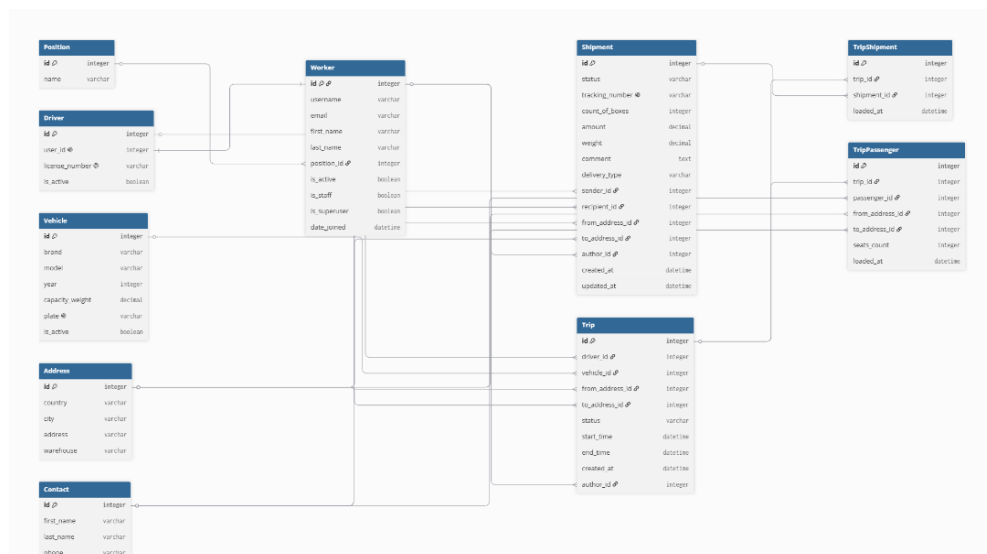 Position
id integer
name varchar
Driver
id integer
user_id integer
license_number varchar
is_active boolean
Vehicle
id integer
brand varchar
model varchar
year integer
capacity_weight decimal
plate varchar
is_active boolean
Address
id integer
country varchar
city varchar
address varchar
warehouse varchar
Contact
id integer
first_name varchar
last_name varchar
phone varchar
Worker
id integer
username varchar
email varchar
first_name varchar
last_name varchar
position_id integer
is_active boolean
is_staff boolean
is_superuser boolean
date_joined datetime
Shipment
id integer
status varchar
tracking_number varchar
count_of_boxes integer
amount decimal
weight decimal
comment text
delivery_type varchar
sender_id integer
recipient_id integer
from_address_id integer
to_address_id integer
author_id integer
created_at datetime
updated_at datetime
Trip
id integer
driver_id integer
vehicle_id integer
from_address_id integer
to_address_id integer
status varchar
start_time datetime
end_time datetime
created_at datetime
author_id integer
TripShipment
id integer
trip_id integer
shipment_id integer
loaded_at datetime
TripPassenger
id integer
trip_id integer
passenger_id integer
from_address_id integer
to_address_id integer
seats_count integer
loaded_at datetime